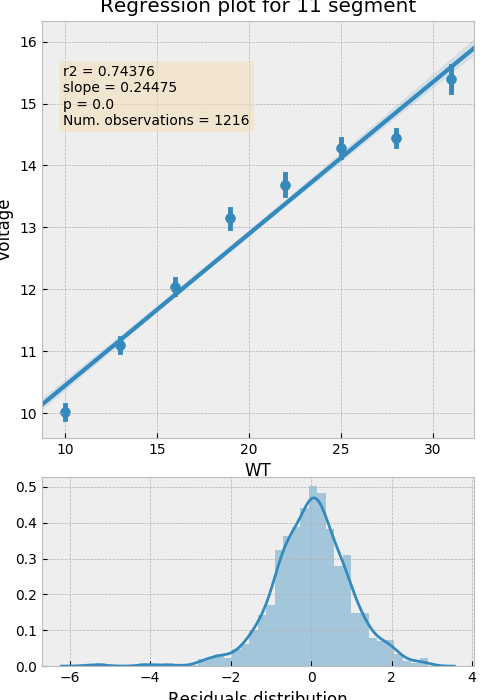 Regression plot for 11 segment
16
15
14
13
12
11
10
r2 = 0.74376
slope = 0.24475
p = 0.0
Num. observations = 1216
Voltage
10 15 20 25 30
WT
0.5
0.4
0.3
0.2
0.1
0.0
−6 −4 −2 0 2 4
Residuals distribution